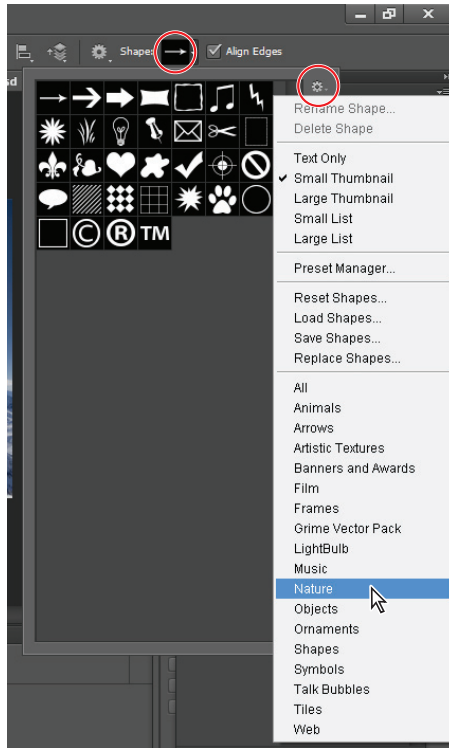 Shape:
Align Edges
sd
Rename Shape...
Delete Shape
Text Only
Small Thumbnail
Large Thumbnail
Small List
Large List
Preset Manager...
Reset Shapes...
Load Shapes...
Save Shapes...
Replace Shapes...
All
Animals
Arrows
Artistic Textures
Banners and Awards
Film
Frames
Grime Vector Pack
LightBulb
Music
Nature
Objects
Ornaments
Shapes
Symbols
Talk Bubbles
Tiles
Web
© ® TM